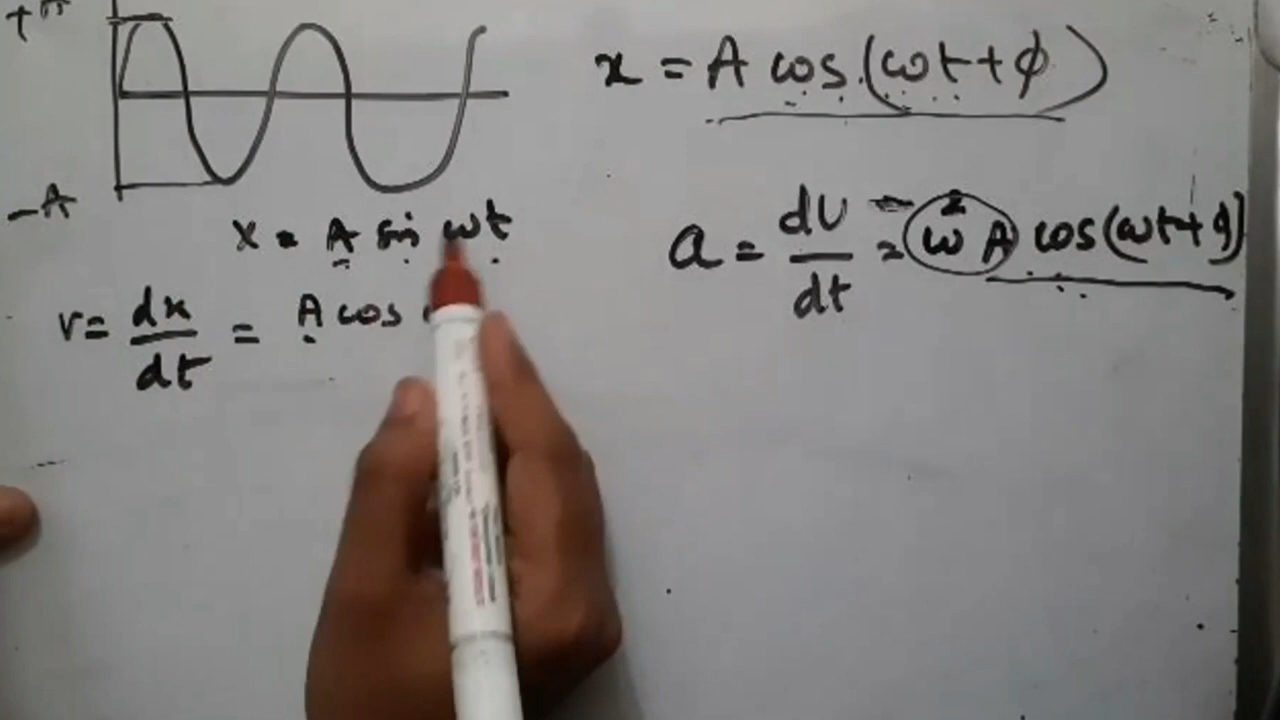 x = A cos (ωt + ϕ)
-A
x = A sin ωt
a = dv/dt = - ω² A cos (ωt + ϕ)
v = dx/dt = A cos